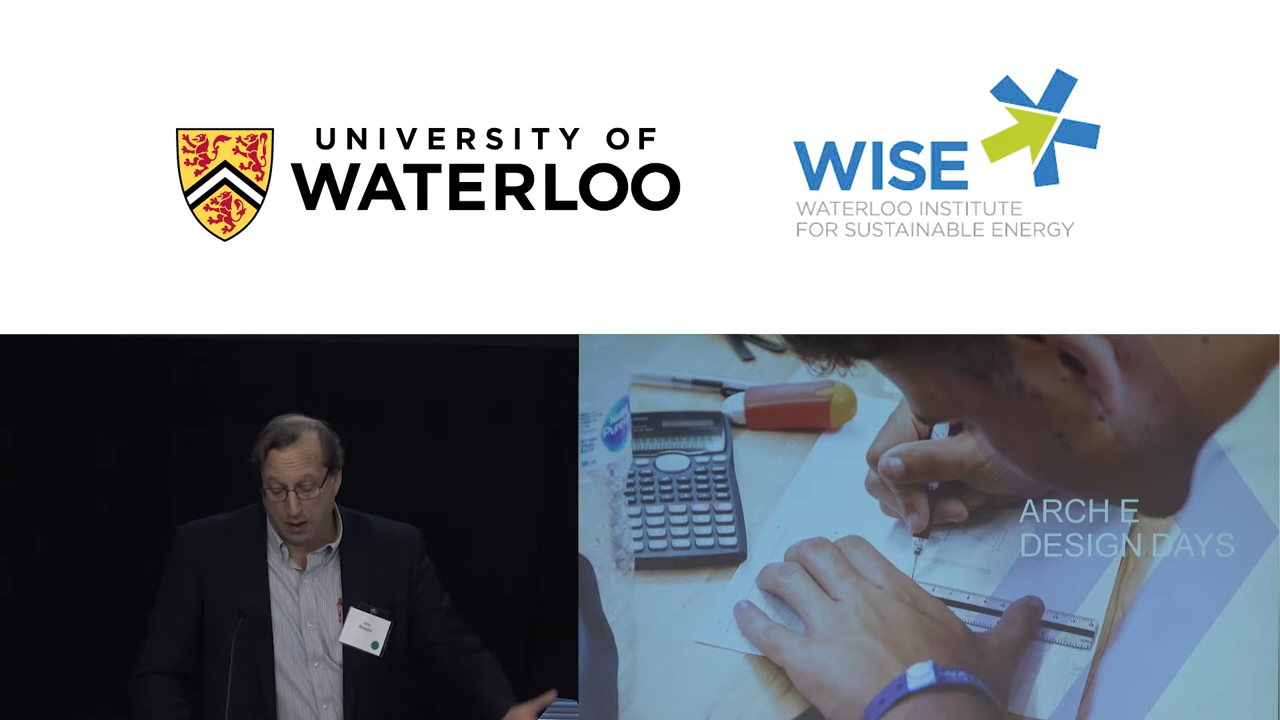 UNIVERSITY OF
WATERLOO
WISE
WATERLOO INSTITUTE
FOR SUSTAINABLE ENERGY
ARCH E
DESIGN DAYS